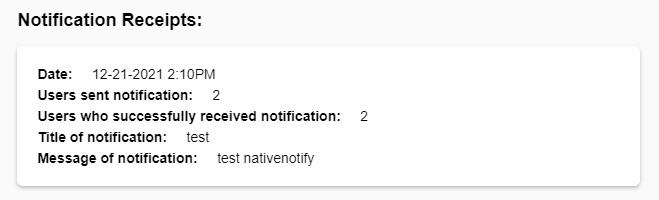 Notification Receipts:
Date: 12-21-2021 2:10PM
Users sent notification: 2
Users who successfully received notification: 2
Title of notification: test
Message of notification: test nativenotify